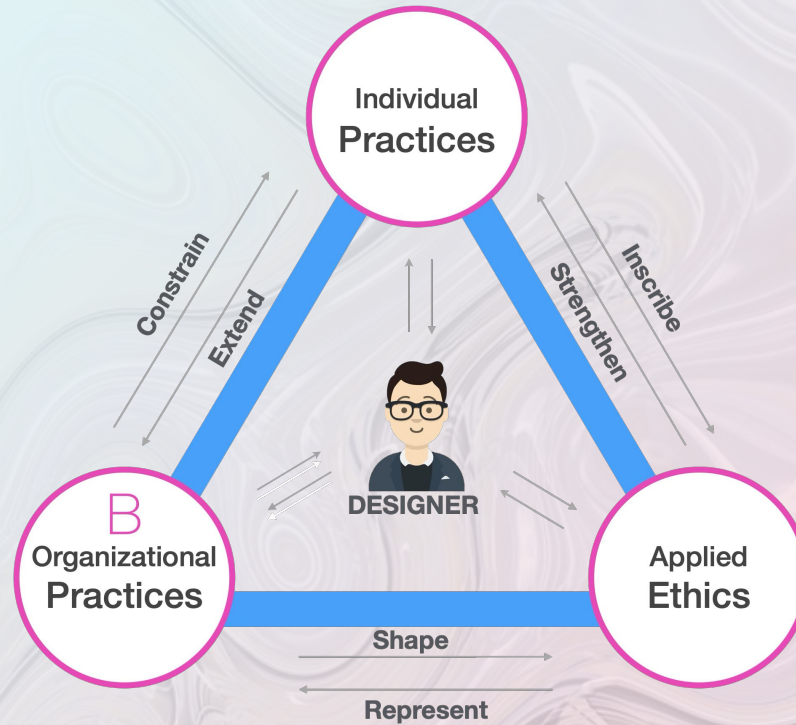 Individual
Practices
Constrain
Extend
Strengthen
Inscribe
DESIGNER
B
Organizational
Practices
Applied
Ethics
Shape
Represent